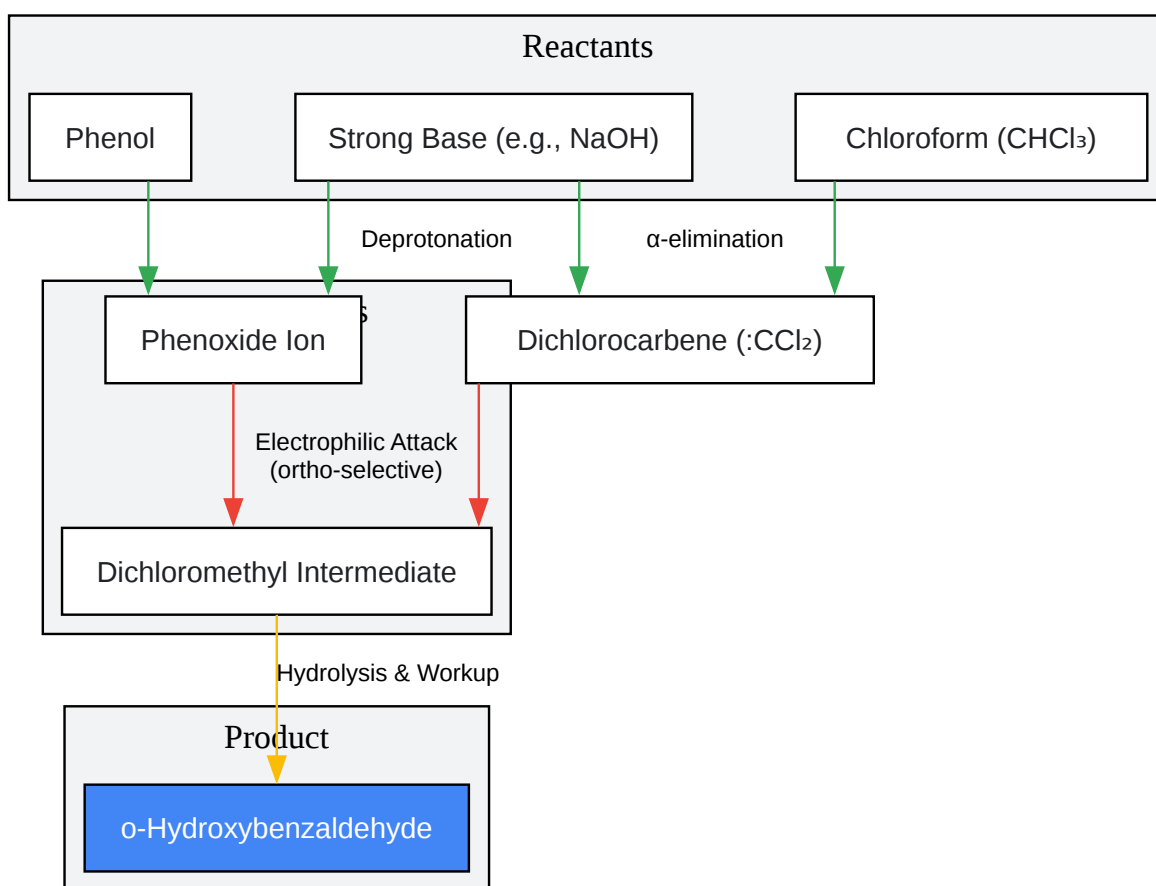 Reactants
Phenol
Strong Base (e.g., NaOH)
Chloroform (CHCl₃)
Deprotonation
α-elimination
Phenoxide Ion
Dichlorocarbene (:CCl₂)
Electrophilic Attack
(ortho-selective)
Dichloromethyl Intermediate
Hydrolysis & Workup
Product
o-Hydroxybenzaldehyde